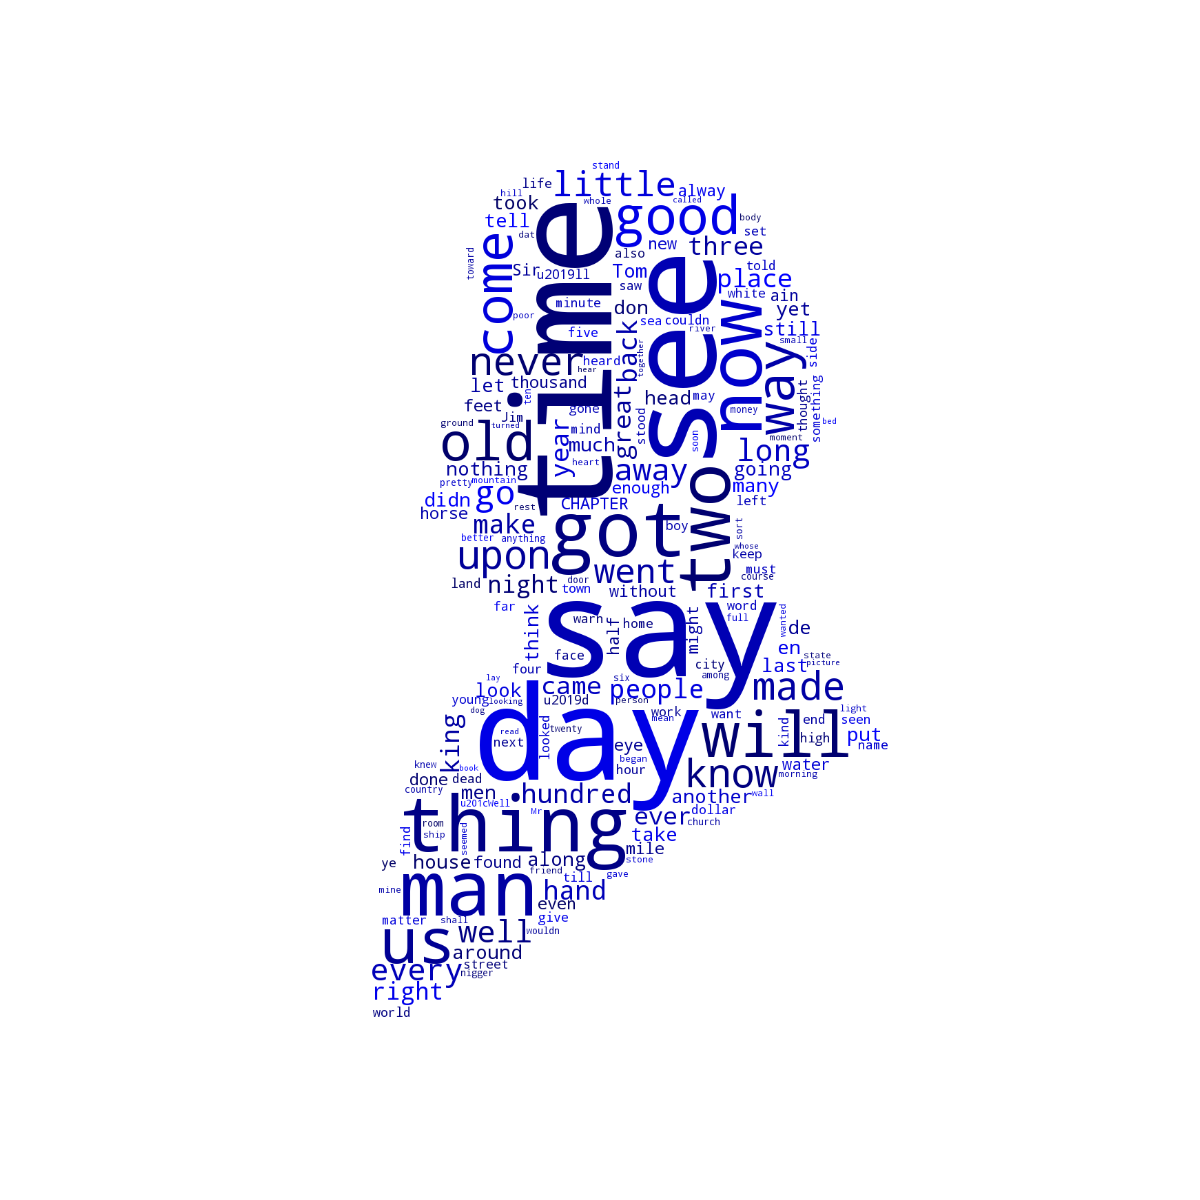 stand
life
little
hill
alway
took
whole
called
good
tell
time
body
dat
set
come
new
three
also
toward
see
Sir
u2019ll
Tom
told
place
saw
white
ain
minute
don
now
yet
poor
sea
couldn
still
five
back
river
small
way
side
never
heard
together
hear
let
thousand
great
head
may
thought
something
feet
ten
gone
stood
money
Jim
bed
ground
turned
mind
old
year
much
soon
moment
long
nothing
heart
away
going
pretty
mountain
two
go
enough
many
didn
left
rest
CHAPTER
horse
got
make
boy
sort
better
anything
whose
upon
keep
went
must
door
course
land
night
town
without
first
far
say
word
wanted
think
warn
half
home
might
full
de
en
face
state
city
last
picture
four
among
lay
six
look
came
people
made
young
looking
u2019d
person
day
light
dog
work
want
end
seen
king
looked
twenty
mean
will
kind
put
read
next
eye
high
name
began
knew
book
hour
know
water
morning
done
dead
country
men
hundred
another
wall
u201cWell
thing
Mr
ever
dollar
room
church
find
ship
seemed
take
mile
ye
house
found
along
stone
friend
till
gave
mine
man
hand
even
matter
shall
give
us
well
wouldn
around
every
street
nigger
right
world